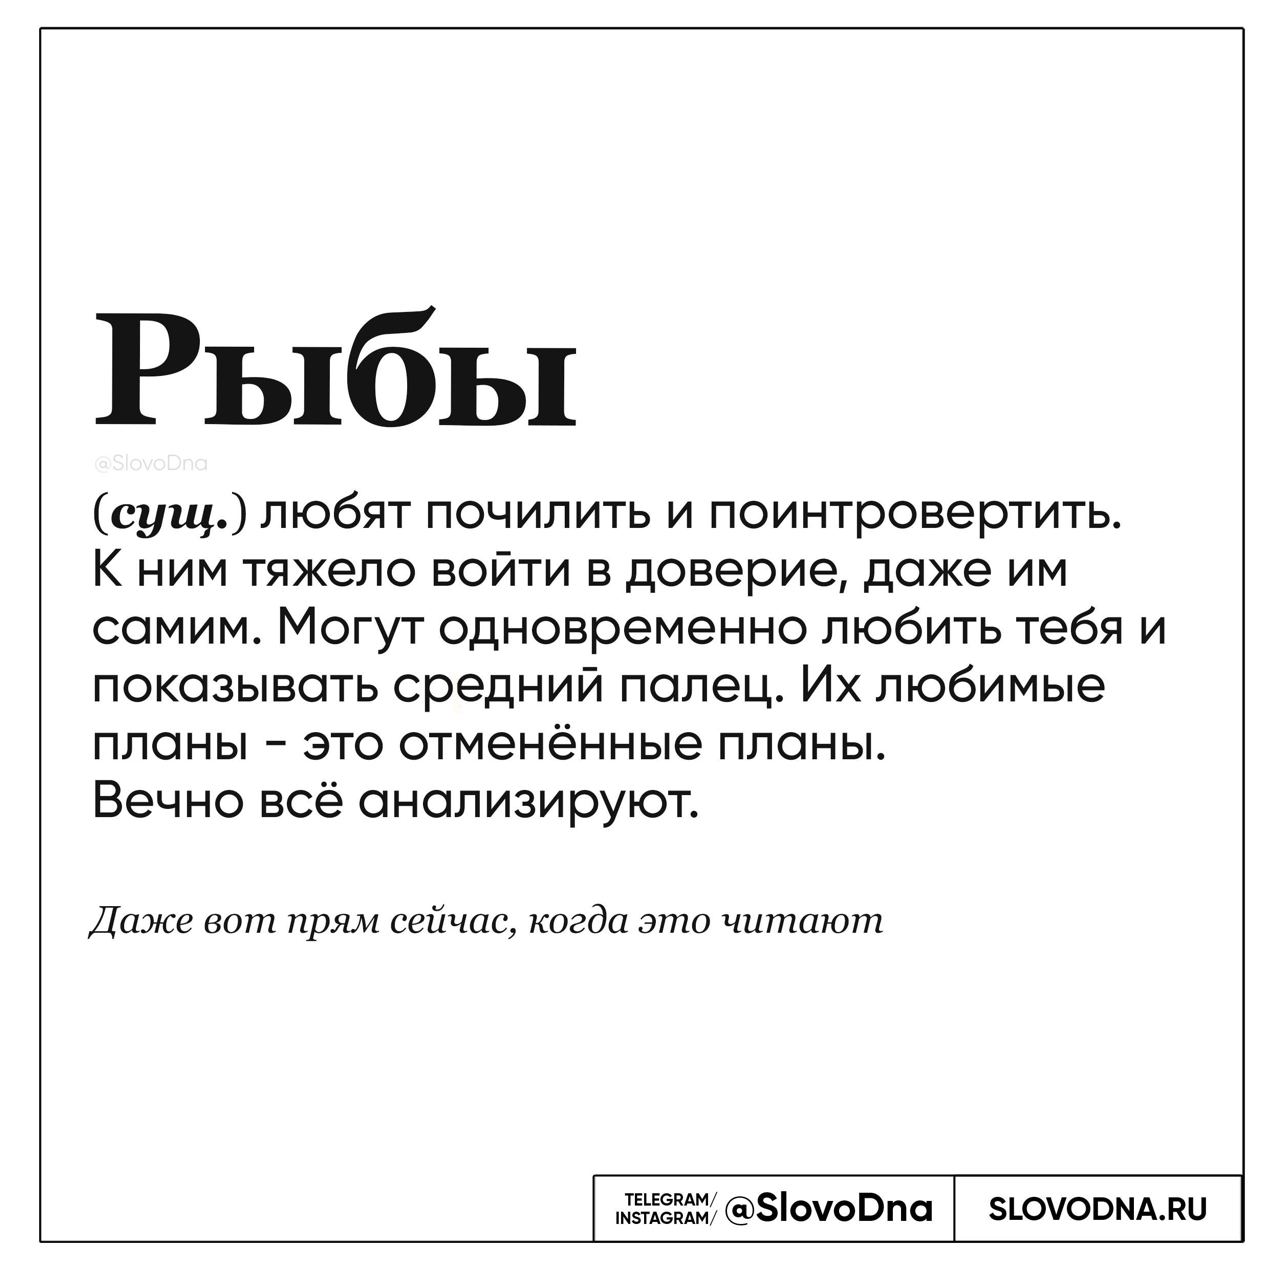 Рыбы
@SlovoDna
(сущ.) любят почилить и поинтровертить.
К ним тяжело войти в доверие, даже им
самим. Могут одновременно любить тебя и
показывать средний палец. Их любимые
планы - это отменённые планы.
Вечно всё анализируют.
Даже вот прям сейчас, когда это читают
TELEGRAM/
INSTAGRAM/
@SlovoDna
SLOVODNA.RU